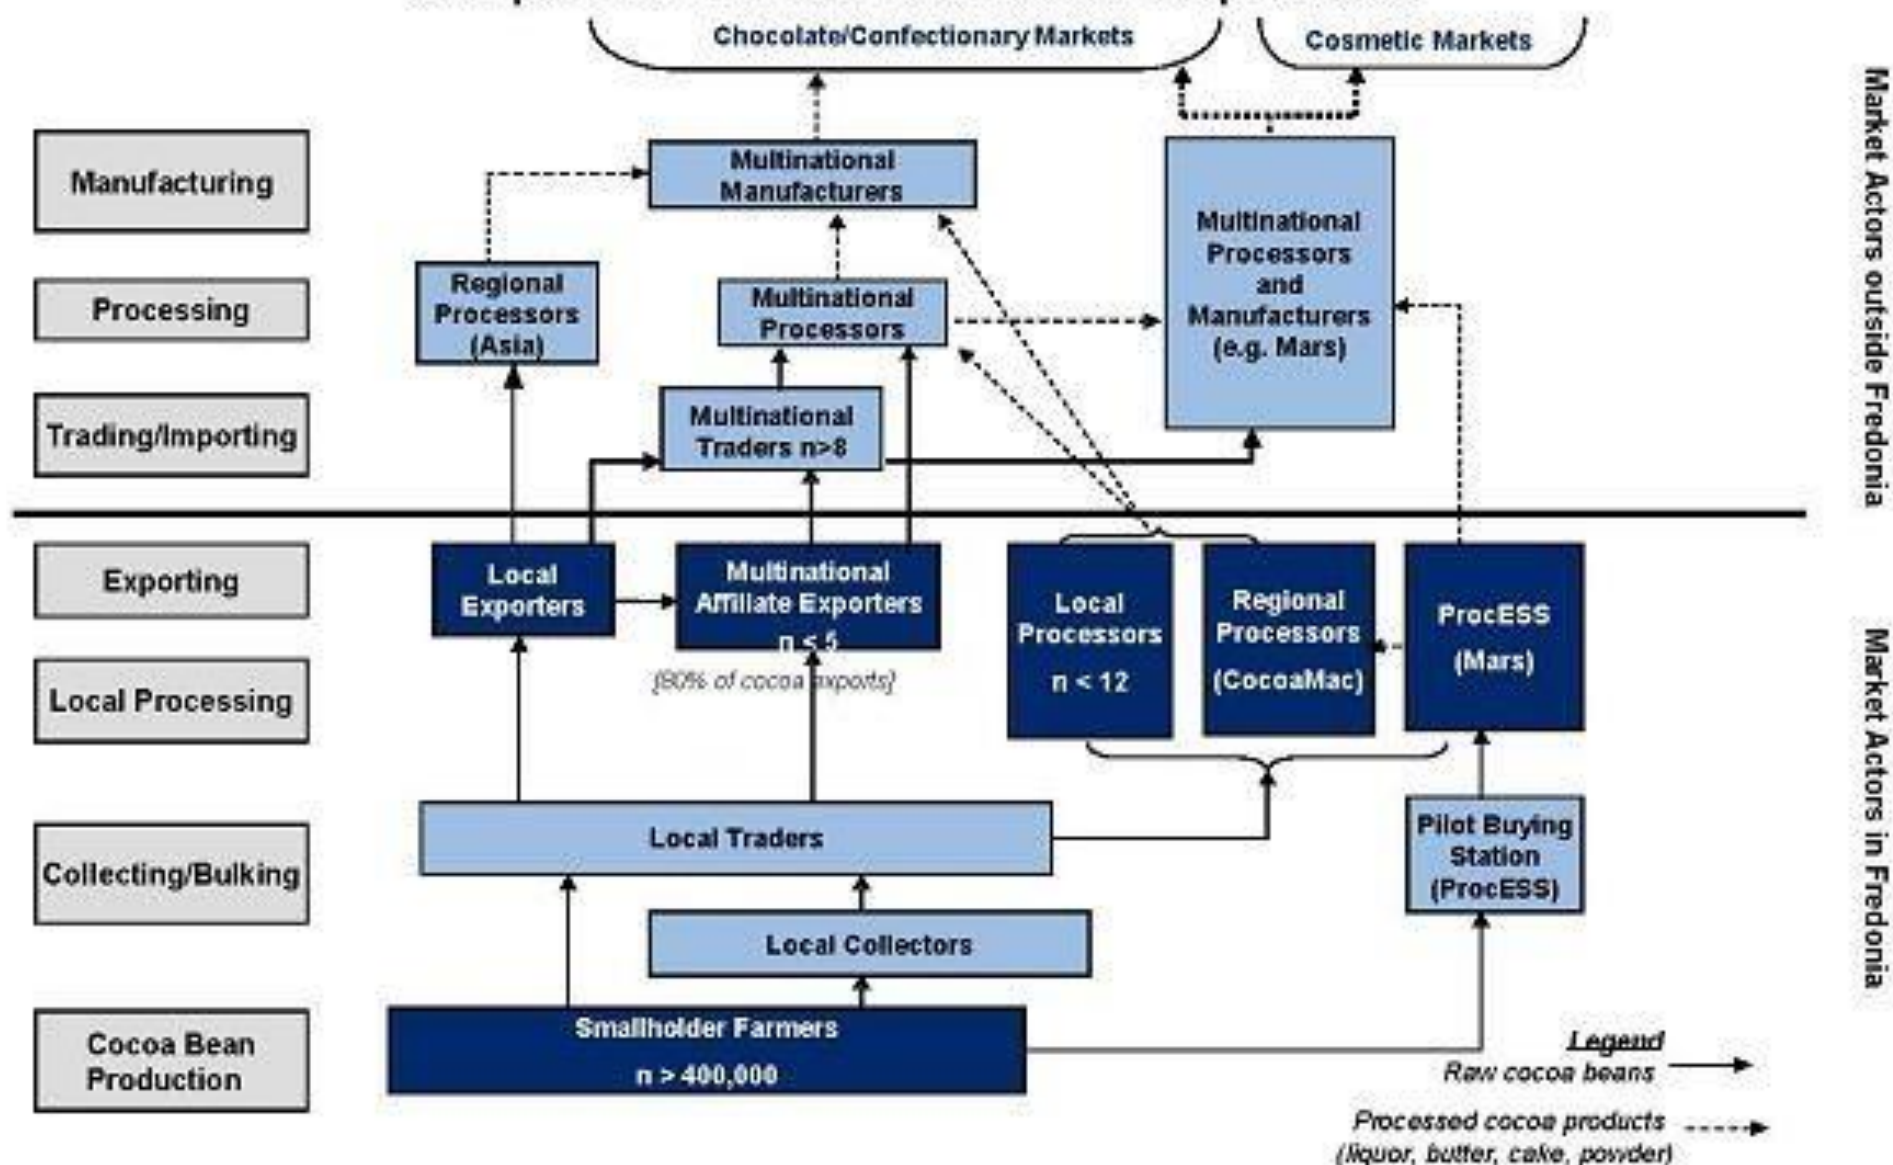 Chocolate/Confectionary Markets
Cosmetic Markets
Manufacturing
Multinational
Manufacturers
Multinational
Processors
and
Manufacturers
(e.g. Mars)
Processing
Regional
Processors
(Asia)
Multinational
Processors
Trading/Importing
Multinational
Traders n>8
Market Actors outside Fredonia
Exporting
Local
Exporters
Multinational
Affiliate Exporters
n < 5
[80% of cocoa exports]
Local
Processors
n < 12
Regional
Processors
(CocoaMac)
ProcESS
(Mars)
Local Processing
Collecting/Bulking
Local Traders
Pilot Buying
Station
(ProcESS)
Local Collectors
Cocoa Bean
Production
Smallholder Farmers
n > 400,000
Market Actors in Fredonia
Legend
Raw cocoa beans
Processed cocoa products
(liquor, butter, cake, powder)